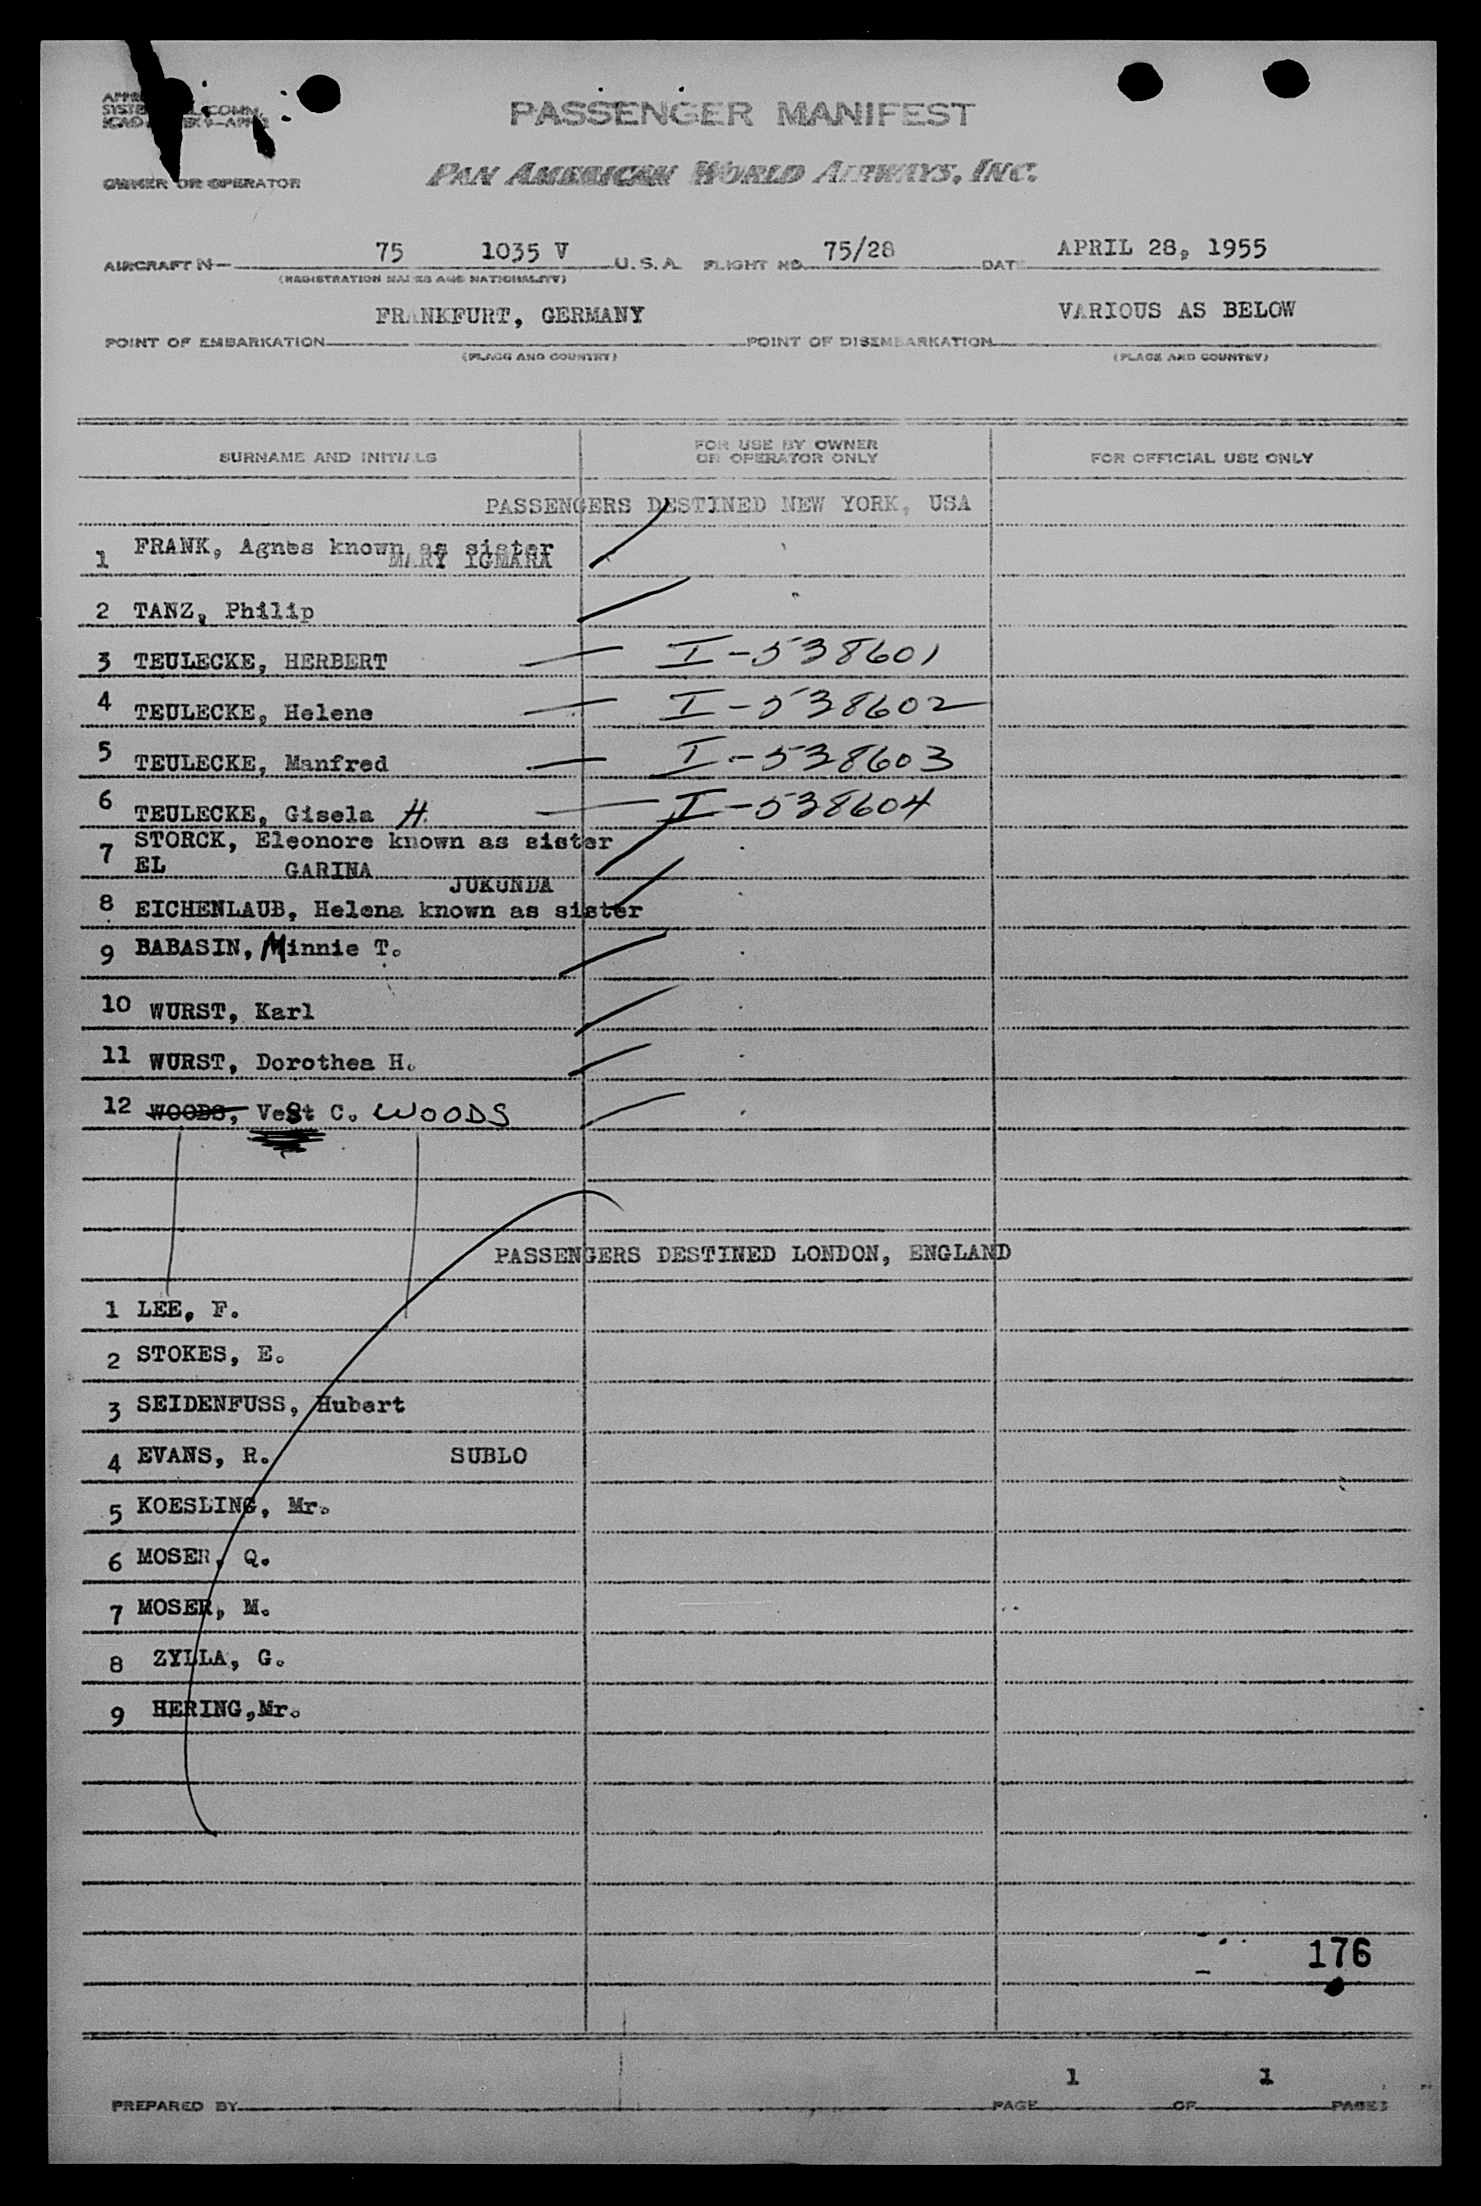 PASSENGER MANIFEST
OWNER OR OPERATOR PAN AMERICAN WORLD AIRWAYS, INC.
AIRCRAFT N- 75 1035 V U.S.A. FLIGHT NO. 75/28 DATE APRIL 28, 1955
(REGISTRATION MARKS AND NATIONALITY)
FRANKFURT, GERMANY VARIOUS AS BELOW
POINT OF EMBARKATION POINT OF DISEMBARKATION
(PLACE AND COUNTRY) (PLACE AND COUNTRY)
SURNAME AND INITIALS FOR USE BY OWNER OR OPERATOR ONLY FOR OFFICIAL USE ONLY
PASSENGERS DESTINED NEW YORK, USA
1 FRANK, Agnes known as sister
MARY IGMARA
2 TANZ, Philip
3 TEULECKE, HERBERT I-538601
4 TEULECKE, Helene I-538602
5 TEULECKE, Manfred I-538603
6 TEULECKE, Gisela H. I-538604
7 STORCK, Eleonore known as sister
EL GARINA
JUKUNDA
8 EICHENLAUB, Helena known as sister
9 BABASIN, Minnie T.
10 WURST, Karl
11 WURST, Dorothea H.
12 WOODS, VeSt C. WOODS
PASSENGERS DESTINED LONDON, ENGLAND
1 LEE, F.
2 STOKES, E.
3 SEIDENFUSS, Hubert
4 EVANS, R. SUBLO
5 KOESLING, Mr.
6 MOSER, Q.
7 MOSER, M.
8 ZYLLA, G.
9 HERING,Mr.
176
PREPARED BY PAGE 1 OF 1 PAGES